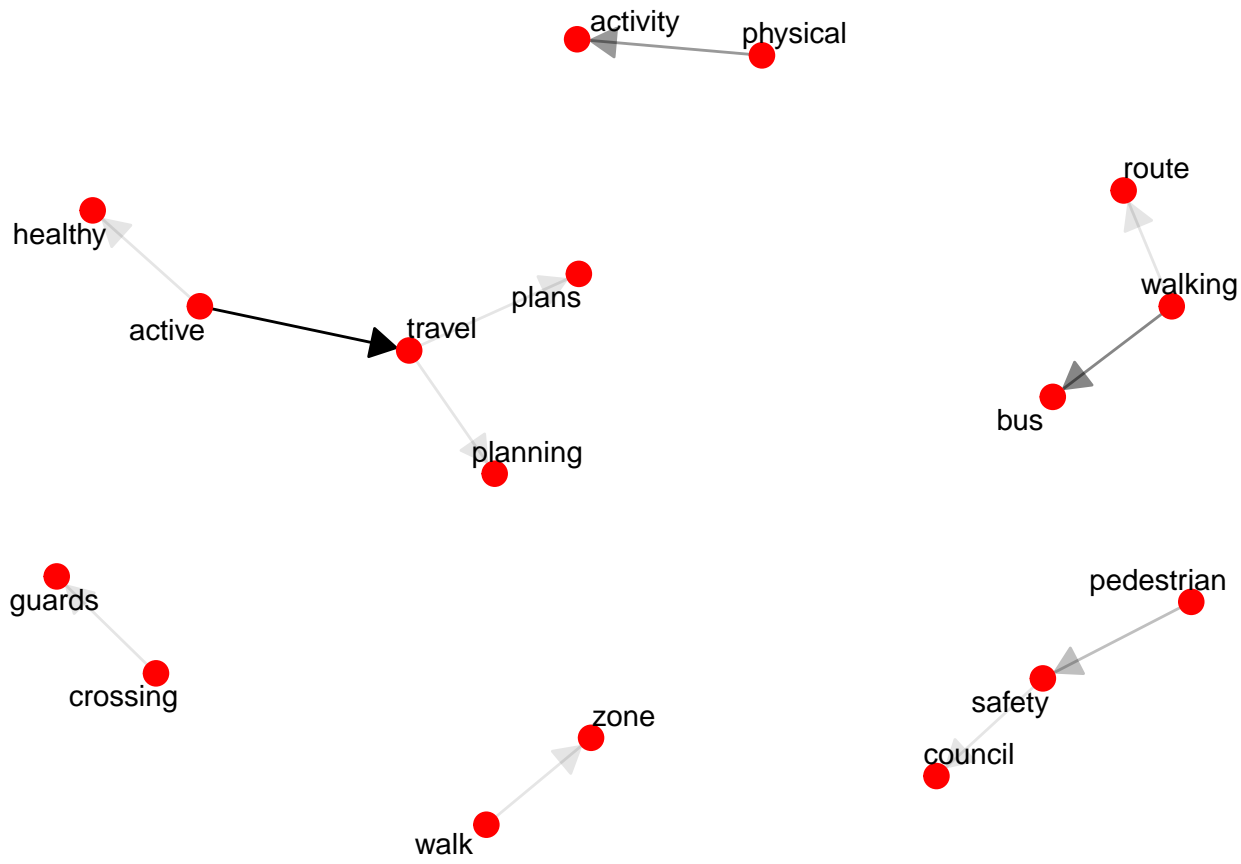 activity
physical
route
healthy
walking
plans
active
travel
bus
planning
pedestrian
guards
crossing
safety
zone
council
walk